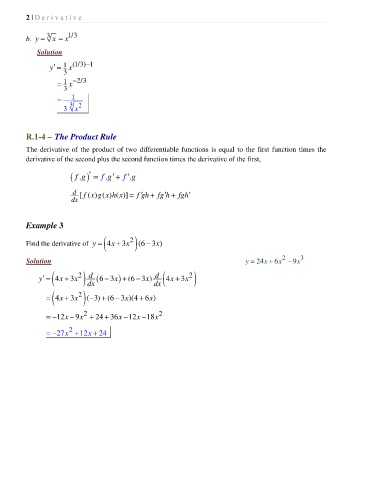 2 | D e r i v a t i v e
b. y = ∛x = x^{1/3}
Solution
y' = \frac{1}{3} x^{(1/3)−1}
= \frac{1}{3} x^{−2/3}
= \frac{1}{3 ∛{x^2}}
R.1-4 – The Product Rule
The derivative of the product of two differentiable functions is equal to the first function times the
derivative of the second plus the second function times the derivative of the first,
(f .g)' = f .g' + f '.g
\frac{d}{dx}[f(x)g(x)h(x)] = f'gh + fg'h + fgh'
Example 3
Find the derivative of y = (4x + 3x^2)(6 − 3x)
Solution y = 24x + 6x^2 − 9x^3
y' = (4x + 3x^2) \frac{d}{dx}(6 − 3x) + (6 − 3x) \frac{d}{dx}(4x + 3x^2)
= (4x + 3x^2)(−3) + (6 − 3x)(4 + 6x)
= −12x − 9x^2 + 24 + 36x − 12x − 18x^2
= −27x^2 + 12x + 24